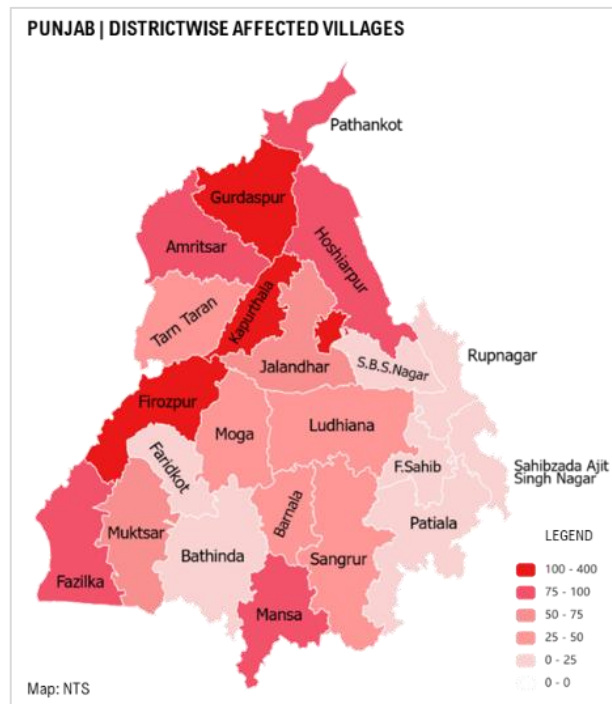 PUNJAB | DISTRICTWISE AFFECTED VILLAGES
Pathankot
Gurdaspur
Amritsar
Hoshiarpur
Kapurthala
Tarn Taran
Rupnagar
S.B.S.Nagar
Jalandhar
Firozpur
Moga
Ludhiana
Faridkot
F.Sahib
Sahibzada Ajit
Singh Nagar
Barnala
Patiala
Muktsar
Bathinda
Sangrur
Fazilka
Mansa
LEGEND
100 - 400
75 - 100
50 - 75
25 - 50
0 - 25
0 - 0
Map: NTS